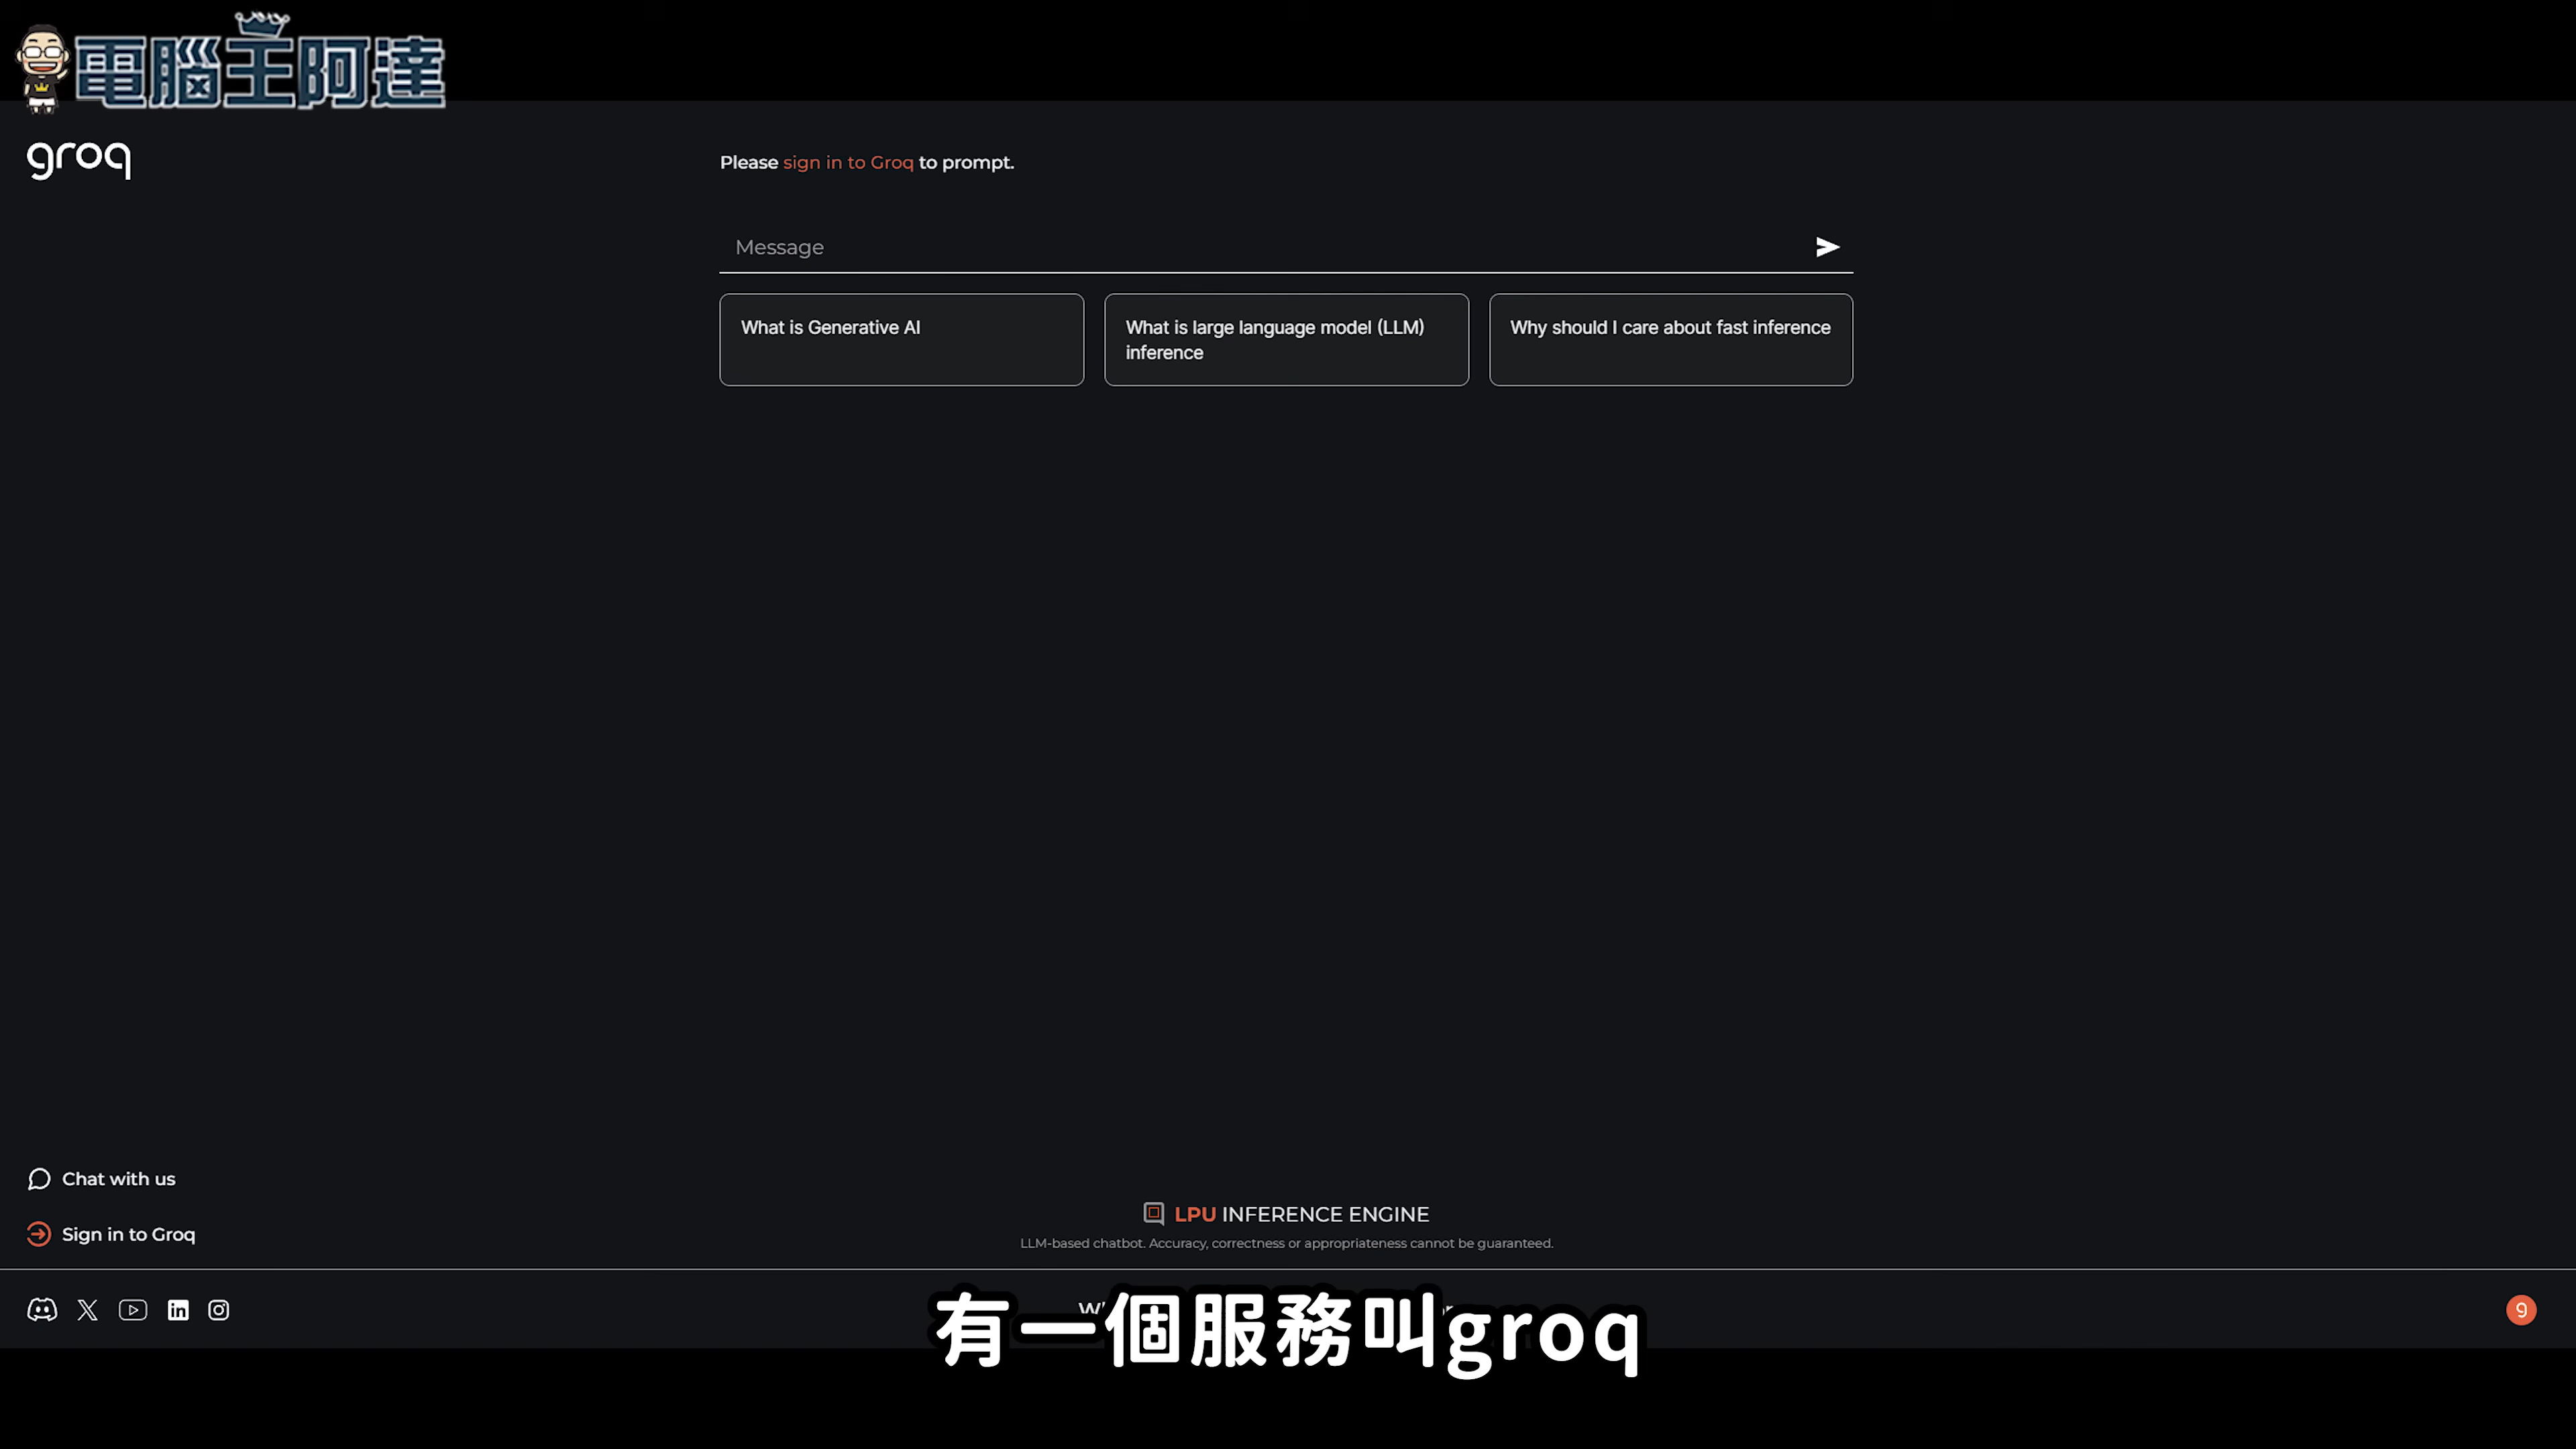 電腦王阿達
groq
Please sign in to Groq to prompt.
Message
What is Generative AI
What is large language model (LLM)
inference
Why should I care about fast inference
Chat with us
Sign in to Groq
LPU INFERENCE ENGINE
LLM-based chatbot. Accuracy, correctness or appropriateness cannot be guaranteed.
有一個服務叫groq